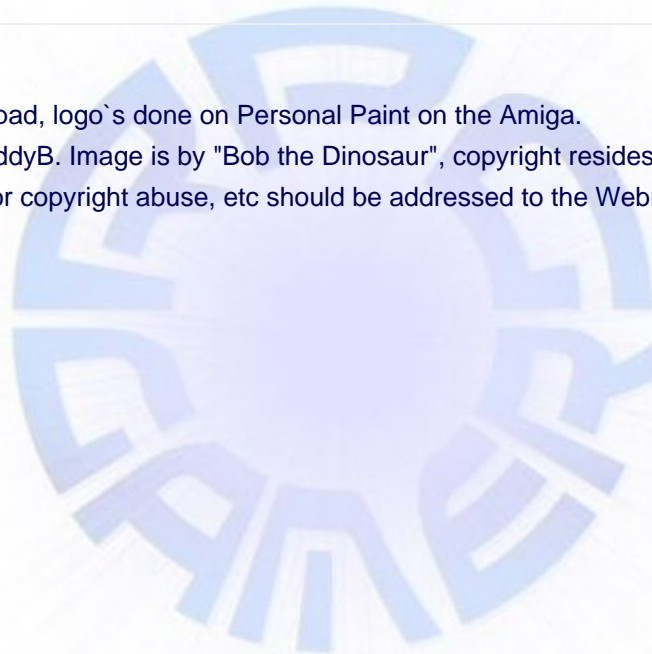 oad, logo`s done on Personal Paint on the Amiga.
ddyB. Image is by "Bob the Dinosaur", copyright resides
or copyright abuse, etc should be addressed to the Web